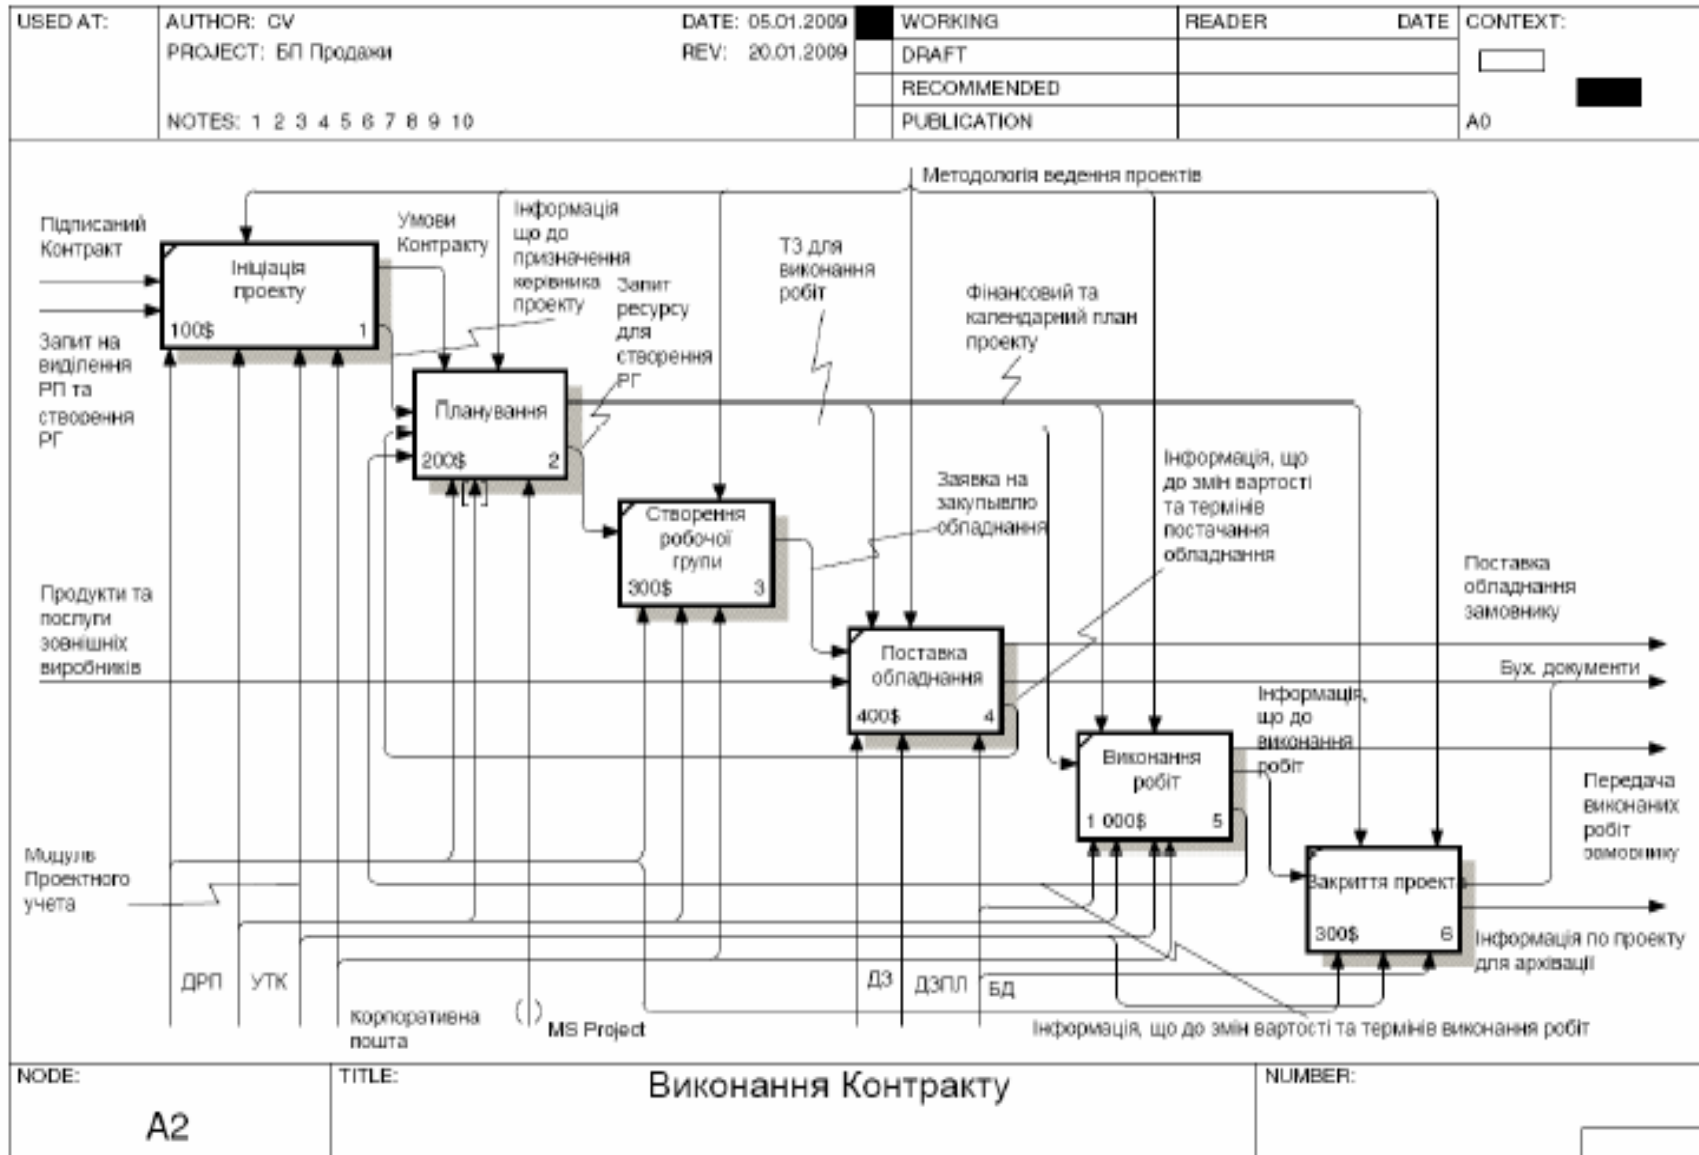 USED AT:
AUTHOR: CV
DATE: 05.01.2009
PROJECT: БП Продажи
REV: 20.01.2009
NOTES: 1 2 3 4 5 6 7 8 9 10
WORKING
DRAFT
RECOMMENDED
PUBLICATION
READER
DATE
CONTEXT:
A0
Методологія ведення проектів
Підписаний
Контракт
Ініціація
проекту
100$ 1
Умови
Контракту
Інформація
що до
призначення
керівника
проекту
Запит
ресурсу
для
створення
РГ
ТЗ для
виконання
робіт
Фінансовий та
календарний план
проекту
Запит на
виділення
РП та
створення
РГ
Планування
200$ 2
Створення
робочої
групи
300$ 3
Заявка на
закупывлю
обладнання
Інформація, що
до змін вартості
та термінів
постачання
обладнання
Продукти та
послуги
зовнішніх
виробників
Поставка
обладнання
400$ 4
Поставка
обладнання
замовнику
Бух. документи
Інформація,
що до
виконання
робіт
Виконання
робіт
1 000$ 5
Передача
виконаних
робіт
замовнику
Модуль
Проектного
учета
Закриття проекта
300$ 6
Інформація по проекту
для архівації
ДРП
УТК
Корпоративна
пошта
MS Project
ДЗ
ДЗПЛ
БД
Інформація, що до змін вартості та термінів виконання робіт
NODE:
A2
TITLE:
Виконання Контракту
NUMBER: